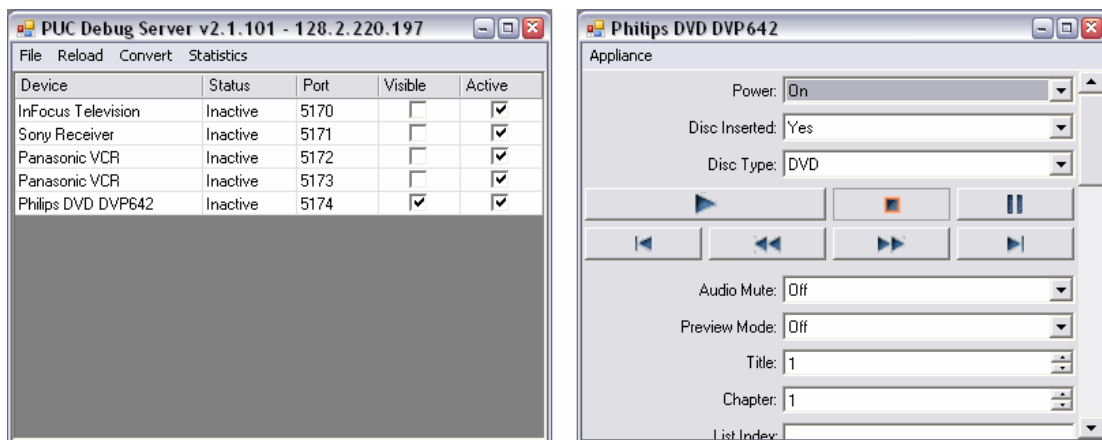 PUC Debug Server v2.1.101 - 128.2.220.197
File Reload Convert Statistics
Device Status Port Visible Active
InFocus Television Inactive 5170
Sony Receiver Inactive 5171
Panasonic VCR Inactive 5172
Panasonic VCR Inactive 5173
Philips DVD DVP642 Inactive 5174
Philips DVD DVP642
Appliance
Power: On
Disc Inserted: Yes
Disc Type: DVD
Audio Mute: Off
Preview Mode: Off
Title: 1
Chapter: 1
List Index: